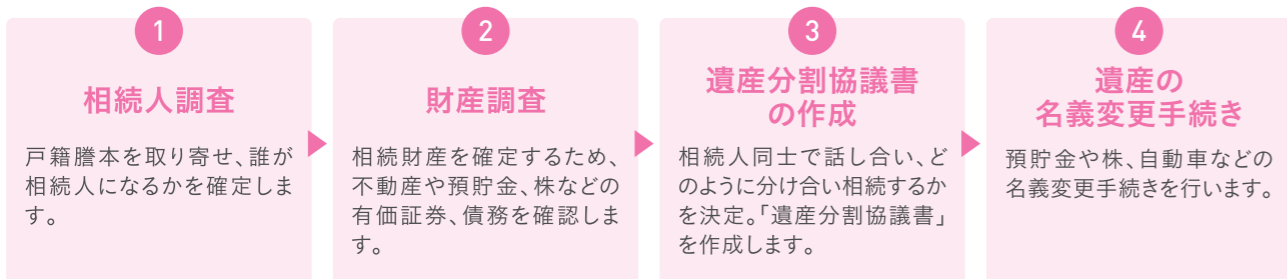 1
相続人調査
戸籍謄本を取り寄せ、誰が
相続人になるかを確定しま
す。
2
財産調査
相続財産を確定するため、
不動産や預貯金、株などの
有価証券、債務を確認しま
す。
3
遺産分割協議書
の作成
相続人同士で話し合い、ど
のように分け合い相続するか
を決定。「遺産分割協議書」
を作成します。
4
遺産の
名義変更手続き
預貯金や株、自動車などの
名義変更手続きを行います。